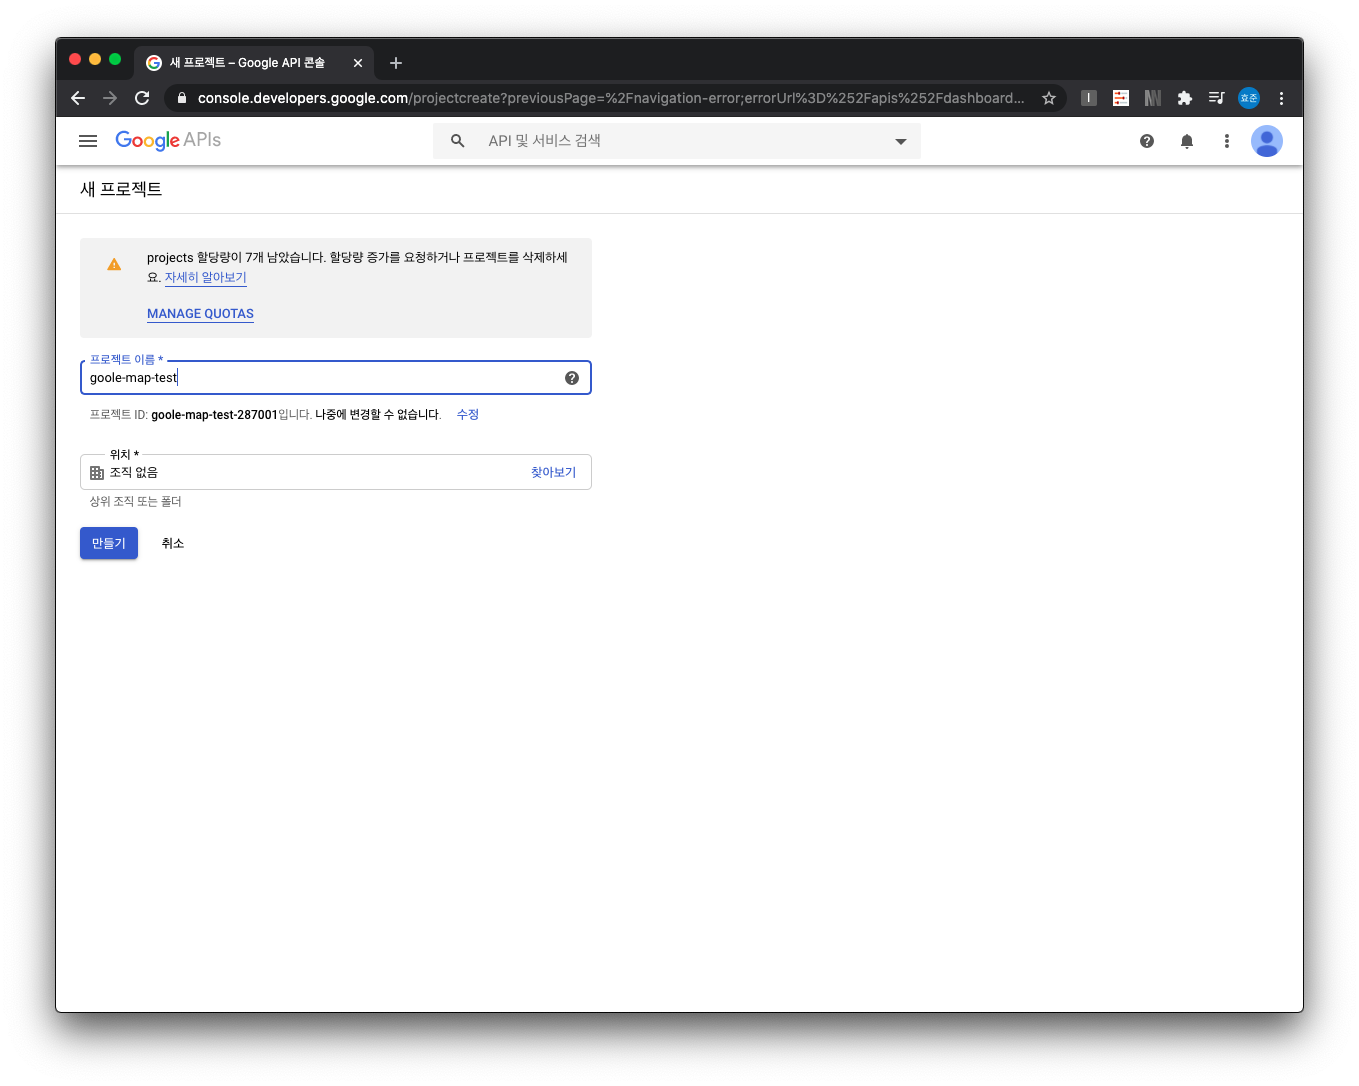 새 프로젝트 – Google API 콘솔
console.developers.google.com/projectcreate?previousPage=%2Fnavigation-error;errorUrl%3D%252Fapis%252Fdashboard...
효준
Google APIs
API 및 서비스 검색
새 프로젝트
projects 할당량이 7개 남았습니다. 할당량 증가를 요청하거나 프로젝트를 삭제하세
요. 자세히 알아보기
MANAGE QUOTAS
프로젝트 이름 *
goole-map-test
프로젝트 ID: goole-map-test-287001입니다. 나중에 변경할 수 없습니다. 수정
위치 *
조직 없음 찾아보기
상위 조직 또는 폴더
만들기 취소